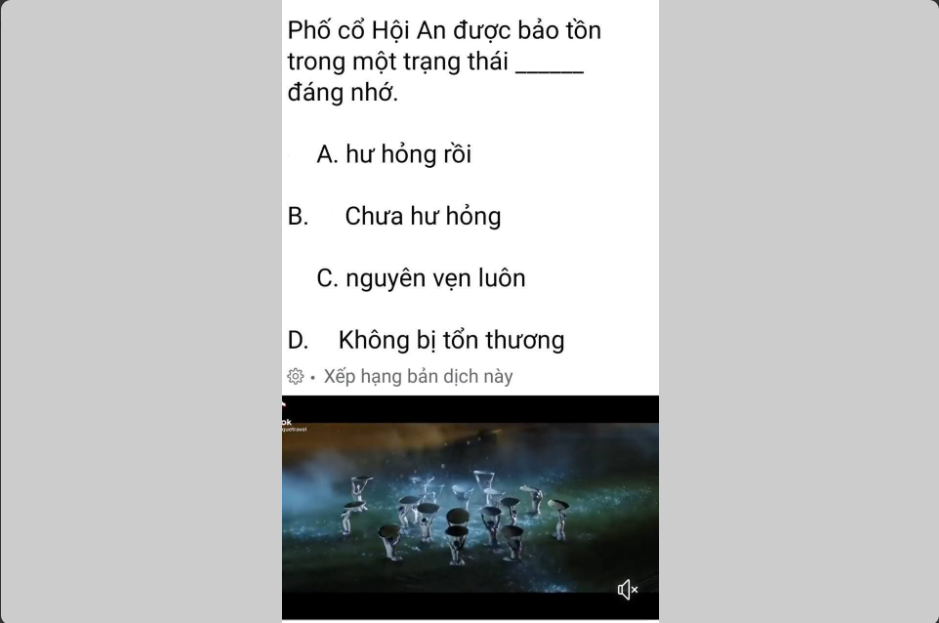 Phố cổ Hội An được bảo tồn
trong một trạng thái ______
đáng nhớ.
A. hư hỏng rồi
B. Chưa hư hỏng
C. nguyên vẹn luôn
D. Không bị tổn thương
• Xếp hạng bản dịch này
ok